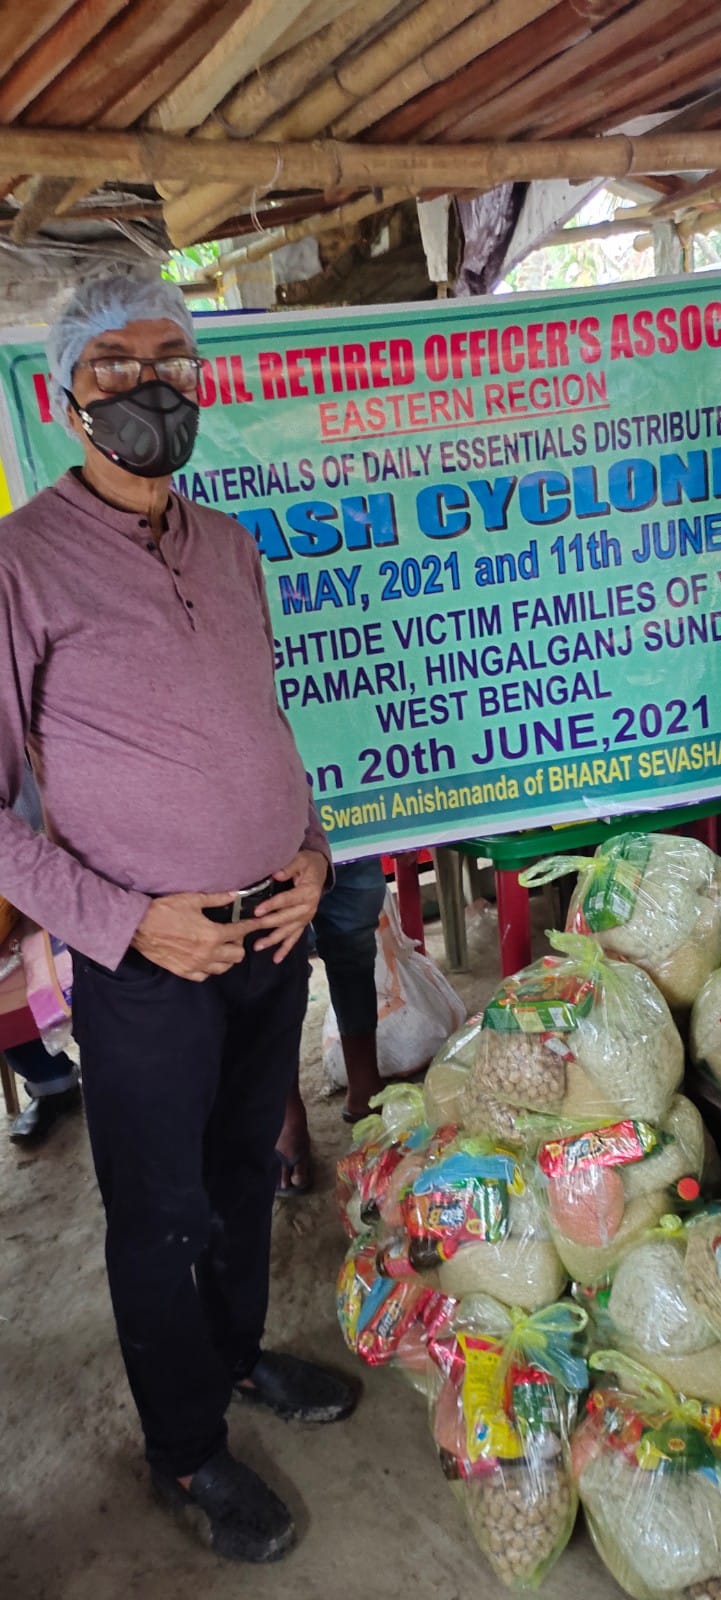 OIL RETIRED OFFICER'S ASSOC
EASTERN REGION
MATERIALS OF DAILY ESSENTIALS DISTRIBUTE
ASH CYCLON
MAY, 2021 and 11th JUNE
GHTIDE VICTIM FAMILIES OF
PAMARI, HINGALGANJ SUND
WEST BENGAL
on 20th JUNE,2021
Swami Anishananda of BHARAT SEVASHA